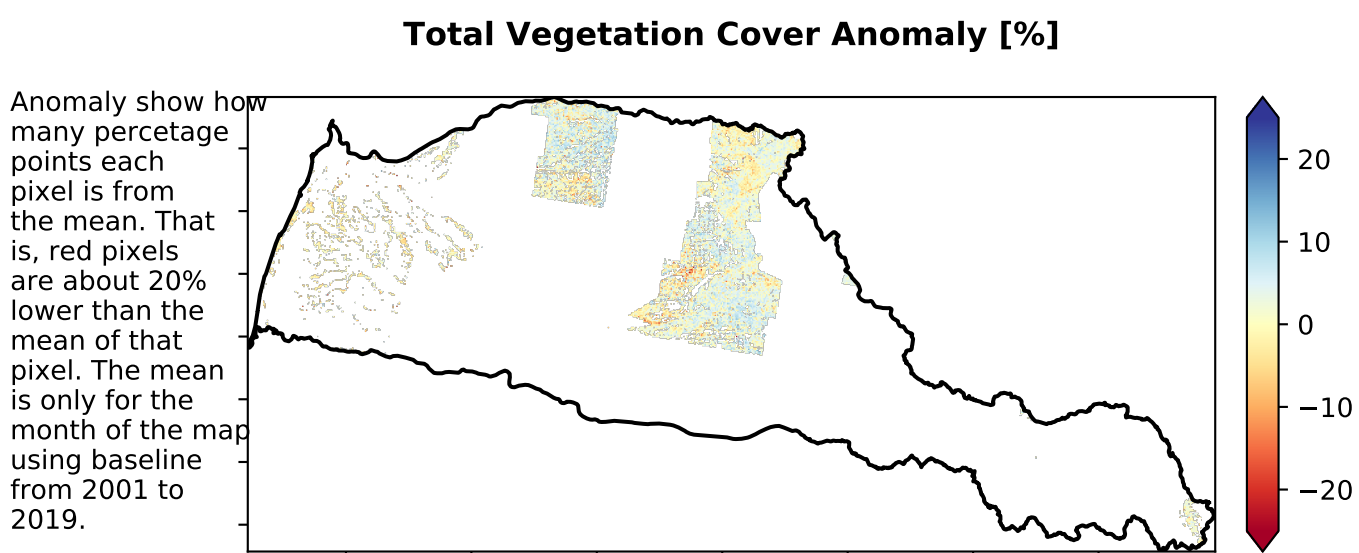 Total Vegetation Cover Anomaly [%]
Anomaly show how
many percetage
points each
pixel is from
the mean. That
is, red pixels
are about 20%
lower than the
mean of that
pixel. The mean
is only for the
month of the map
using baseline
from 2001 to
2019.
20
10
0
−10
−20